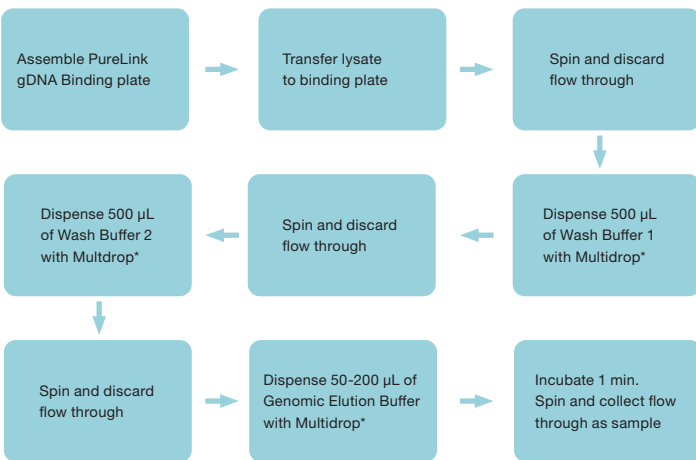 Assemble PureLink
gDNA Binding plate
Transfer lysate
to binding plate
Spin and discard
flow through
Dispense 500 µL
of Wash Buffer 1
with Multidrop*
Spin and discard
flow through
Dispense 500 µL
of Wash Buffer 2
with Multdrop*
Spin and discard
flow through
Dispense 50-200 µL of
Genomic Elution Buffer
with Multidrop*
Incubate 1 min.
Spin and collect flow
through as sample